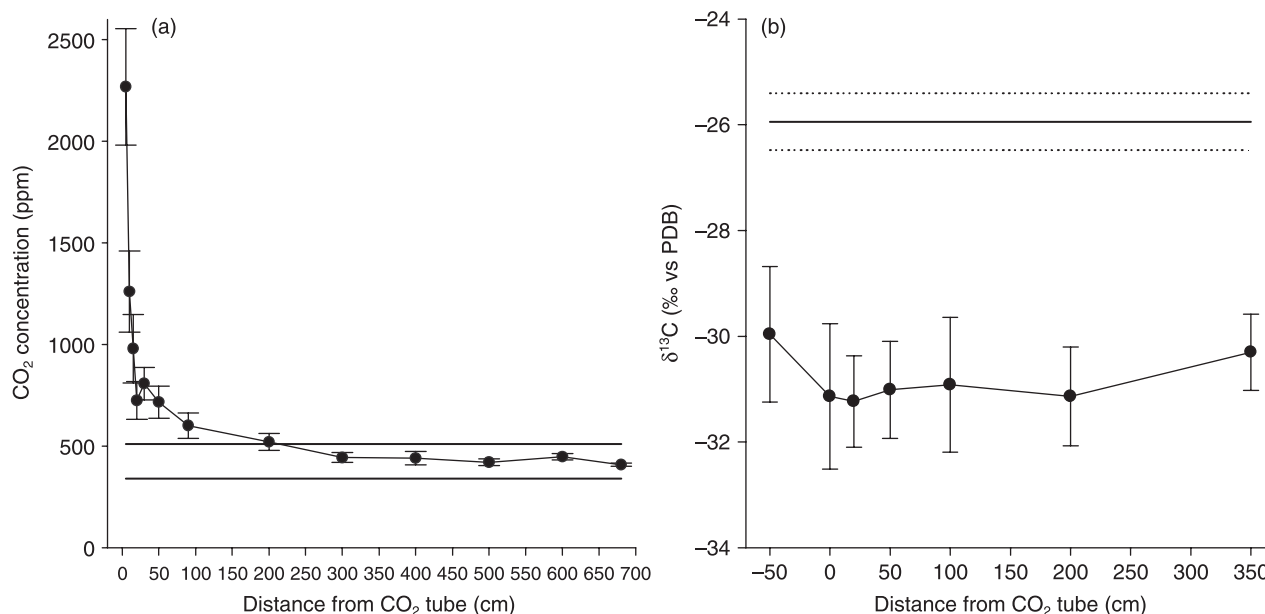 (a)
CO₂ concentration (ppm)
2500
2000
1500
1000
500
0
0 50 100 150 200 250 300 350 400 450 500 550 600 650 700
Distance from CO₂ tube (cm)
(b)
δ¹³C (‰ vs PDB)
−24
−26
−28
−30
−32
−34
−50 0 50 100 150 200 250 300 350
Distance from CO₂ tube (cm)